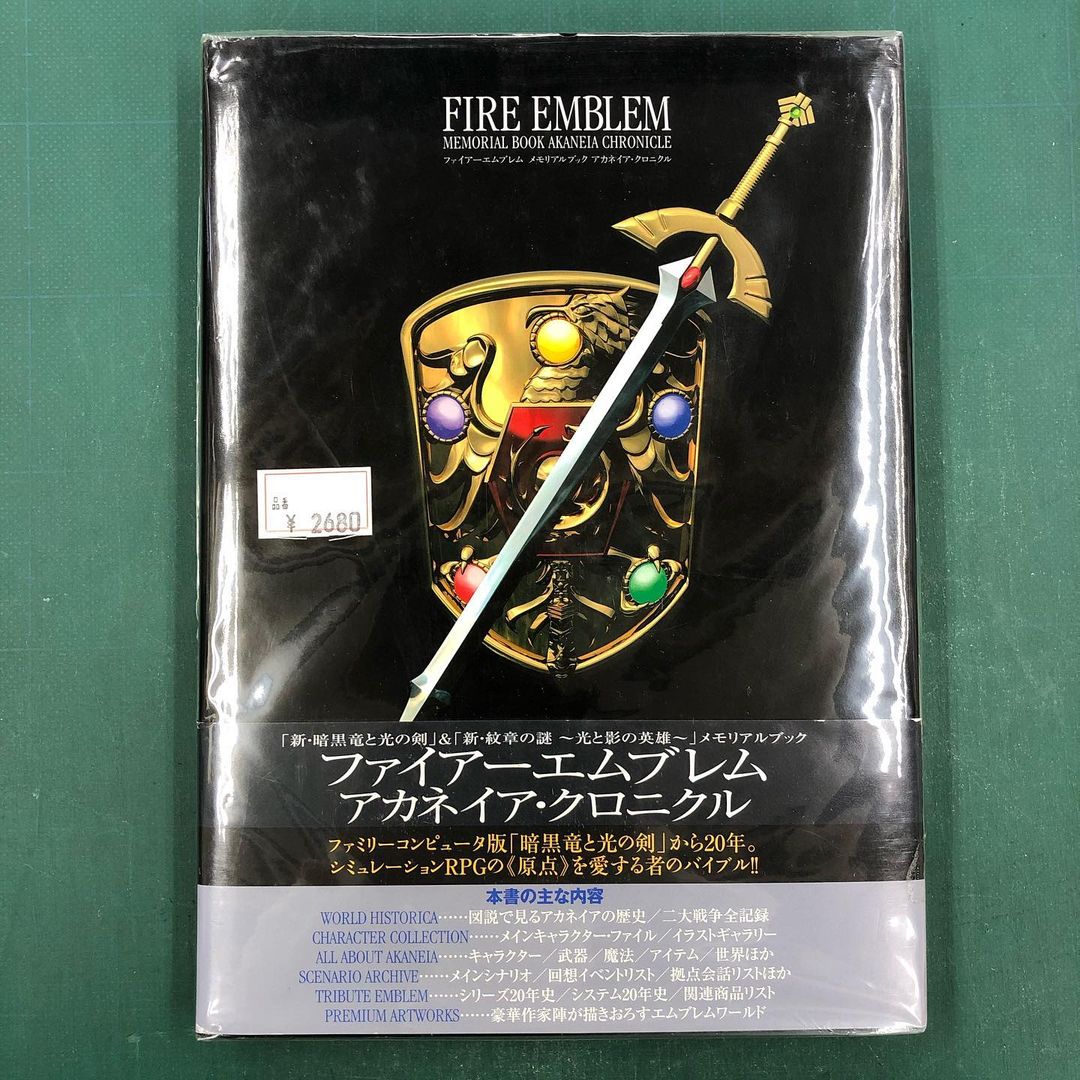 FIRE EMBLEM
MEMORIAL BOOK AKANEIA CHRONICLE
ファイアーエムブレム メモリアルブック アカネイア・クロニクル
品番
¥ 2680
「新・暗黒竜と光の剣」&「新・紋章の謎 ～光と影の英雄～」メモリアルブック
ファイアーエムブレム
アカネイア・クロニクル
ファミリーコンピュータ版「暗黒竜と光の剣」から20年。
シミュレーションRPGの《原点》を愛する者のバイブル!!
本書の主な内容
WORLD HISTORICA……図説で見るアカネイアの歴史／二大戦争全記録
CHARACTER COLLECTION……メインキャラクター・ファイル／イラストギャラリー
ALL ABOUT AKANEIA……キャラクター／武器／魔法／アイテム／世界ほか
SCENARIO ARCHIVE……メインシナリオ／回想イベントリスト／拠点会話リストほか
TRIBUTE EMBLEM……シリーズ20年史／システム20年史／関連商品リスト
PREMIUM ARTWORKS……豪華作家陣が描きおろすエムブレムワールド